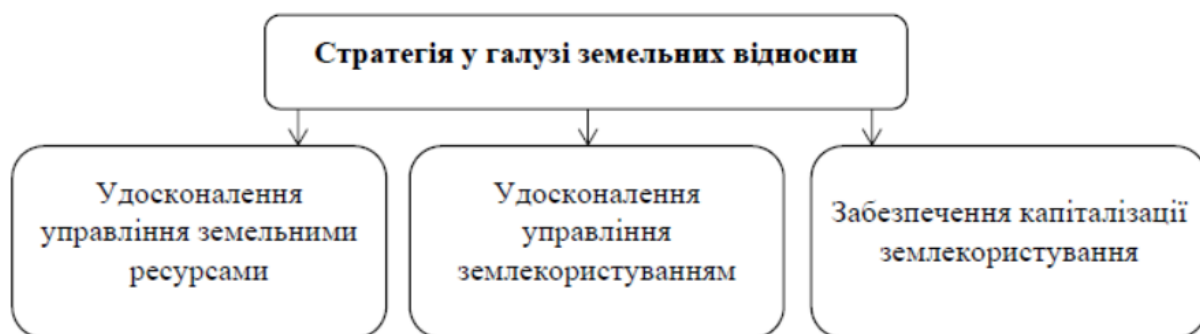 Стратегія у галузі земельних відносин
Удосконалення
управління земельними
ресурсами
Удосконалення
управління
землекористуванням
Забезпечення капіталізації
землекористування